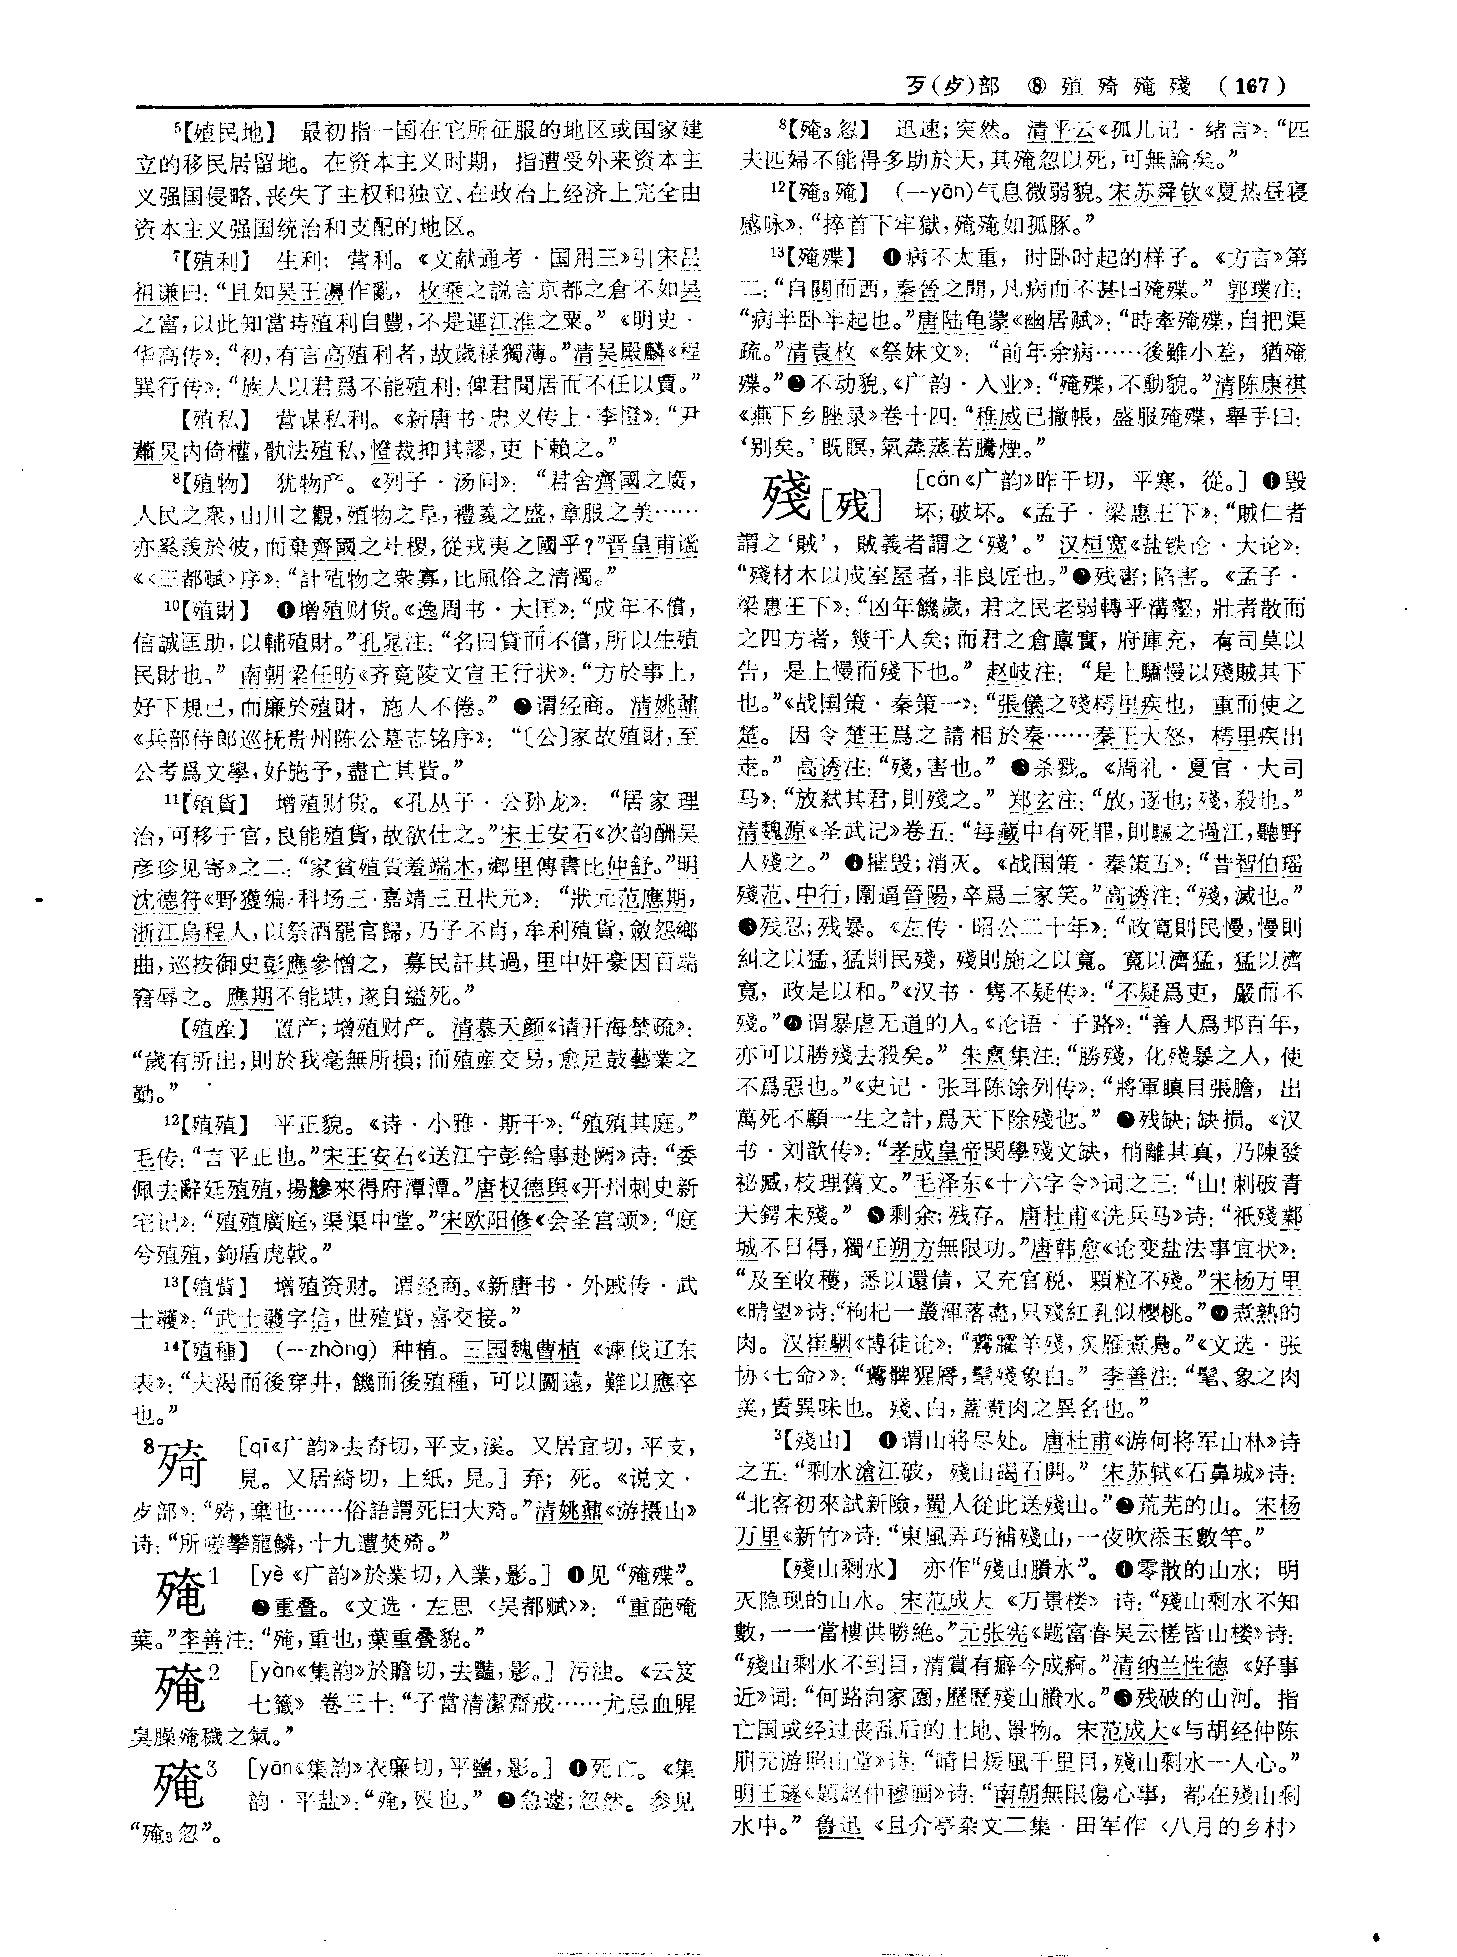 歹(歺)部 ⑧ 殖 殑 殗 殘 (167)
⁵【殖民地】 最初指一国在它所征服的地区或国家建
立的移民居留地。在资本主义时期，指遭受外来资本主
义强国侵略、丧失了主权和独立、在政治上经济上完全由
资本主义强国统治和支配的地区。
⁷【殖利】 生利；营利。《文献通考·国用三》引宋吕
祖谦曰：“且如吴王濞作亂，枚乘之説言京都之倉不如吴
之富，以此知當時殖利自豐，不是運江淮之粟。”《明史·
华高传》：“初，有言高殖利者，故歲禄獨薄。”清吴殿麟《程
巽行传》：“族人以君爲不能殖利，俾君閒居而不任以賈。”
【殖私】 营谋私利。《新唐书·忠义传上·李憕》：“尹
蕭炅内倚權，骫法殖私，憕裁抑其謬，吏下賴之。”
⁸【殖物】 犹物产。《列子·汤问》：“君舍齊國之廣，
人民之衆，山川之觀，殖物之阜，禮義之盛，章服之美……
亦奚羡於彼，而棄齊國之社稷，從戎夷之國乎？”晋皇甫谧
《〈三都赋〉序》：“計殖物之衆寡，比風俗之清濁。”
¹⁰【殖財】 ❶增殖财货。《逸周书·大匡》：“成年不償，
信誠匡助，以輔殖財。”孔晁注：“名曰貸而不償，所以生殖
民財也。”南朝梁任昉《齐竟陵文宣王行状》：“方於事上，
好下規己，而廉於殖財，施人不倦。”❷谓经商。清姚鼐
《兵部侍郎巡抚贵州陈公墓志铭序》：“〔公〕家故殖財，至
公考爲文學，好施予，盡亡其貲。”
¹¹【殖貨】 增殖财货。《孔丛子·公孙龙》：“居家理
治，可移于官，良能殖貨，故欲仕之。”宋王安石《次韵酬吴
彦珍见寄》之二：“家貧殖貨羞端木，鄉里傳書比仲舒。”明
沈德符《野獲编·科场三·嘉靖三丑状元》：“狀元范應期，
浙江烏程人，以祭酒罷官歸，乃子不肖，牟利殖貨，斂怨鄉
曲，巡按御史彭應參憎之，募民訐其過，里中奸豪因百端
窘辱之。應期不能堪，遂自縊死。”
【殖産】 置产；增殖财产。清慕天颜《请开海禁疏》：
“歲有所出，則於我毫無所損；而殖産交易，愈足鼓藝業之
勤。”
¹²【殖殖】 平正貌。《诗·小雅·斯干》：“殖殖其庭。”
毛传：“言平正也。”宋王安石《送江宁彭给事赴阙》诗：“委
佩去辭廷殖殖，揚艨來得府潭潭。”唐权德舆《开州刺史新
宅记》：“殖殖廣庭，渠渠中堂。”宋欧阳修《会圣宫颂》：“庭
兮殖殖，鉤盾虎戟。”
¹³【殖貲】 增殖资财。谓经商。《新唐书·外戚传·武
士彟》：“武士彟字信，世殖貲，喜交接。”
¹⁴【殖種】 （—zhòng）种植。三国魏曹植《谏伐辽东
表》：“夫渴而後穿井，饑而後殖種，可以圖遠，難以應卒
也。”
8殑 [qī《广韵》去奇切，平支，溪。又居宜切，平支，
見。又居綺切，上紙，見。]弃；死。《说文·
歺部》：“殑，棄也……俗語謂死曰大殑。”清姚鼐《游摄山》
诗：“所嗟攀龍鱗，十九遭焚殑。”
殗1 [yè《广韵》於業切，入業，影。]❶见“殗殜”。
❷重叠。《文选·左思〈吴都赋〉》：“重葩殗
葉。”李善注：“殗，重也，葉重叠貌。”
殗2 [yàn《集韵》於贍切，去豔，影。]污浊。《云笈
七籤》卷三十：“子當清潔齋戒……尤忌血腥
臭臊殗穢之氣。”
殗3 [yān《集韵》衣廉切，平鹽，影。]❶死亡。《集
韵·平盐》：“殗，殁也。”❷急遽；忽然。参见
“殗₃忽”。
⁸【殗₃忽】 迅速；突然。清平云《孤儿记·绪言》：“匹
夫匹婦不能得多助於天，其殗忽以死，可無論矣。”
¹²【殗₃殗】 （—yān）气息微弱貌。宋苏舜钦《夏热昼寝
感咏》：“捽首下牢獄，殗殗如孤豚。”
¹³【殗殜】 ❶病不太重，时卧时起的样子。《方言》第
二：“自關而西，秦晉之間，凡病而不甚曰殗殜。”郭璞注：
“病半卧半起也。”唐陆龟蒙《幽居赋》：“時牽殗殜，自把渠
疏。”清袁枚《祭妹文》：“前年余病……後雖小差，猶殗
殜。”❷不动貌。《广韵·入业》：“殗殜，不動貌。”清陈康祺
《燕下乡脞录》卷十四：“樵威已撤帳，盛服殗殜，舉手曰：
‘别矣。’既瞑，氣蒸蒸若騰煙。”
殘[残] [cán《广韵》昨干切，平寒，從。]❶毁
坏；破坏。《孟子·梁惠王下》：“賊仁者
謂之‘賊’，賊義者謂之‘殘’。”汉桓宽《盐铁论·大论》：
“殘材木以成室屋者，非良匠也。”❷残害；陷害。《孟子·
梁惠王下》：“凶年饑歲，君之民老弱轉乎溝壑，壯者散而
之四方者，幾千人矣；而君之倉廪實，府庫充，有司莫以
告，是上慢而殘下也。”赵岐注：“是上驕慢以殘賊其下
也。”《战国策·秦策一》：“張儀之殘樗里疾也，重而使之
楚。因令楚王爲之請相於秦……秦王大怒，樗里疾出
走。”高诱注：“殘，害也。”❸杀戮。《周礼·夏官·大司
马》：“放弑其君，則殘之。”郑玄注：“放，逐也；殘，殺也。”
清魏源《圣武记》卷五：“每藏中有死罪，則驅之過江，聽野
人殘之。”❹摧毁；消灭。《战国策·秦策五》：“昔智伯瑶
殘范、中行，圍逼晉陽，卒爲三家笑。”高诱注：“殘，滅也。”
❺残忍；残暴。《左传·昭公二十年》：“政寬則民慢，慢則
糾之以猛，猛則民殘，殘則施之以寬。寬以濟猛，猛以濟
寬，政是以和。”《汉书·隽不疑传》：“不疑爲吏，嚴而不
殘。”❻谓暴虐无道的人。《论语·子路》：“善人爲邦百年，
亦可以勝殘去殺矣。”朱熹集注：“勝殘，化殘暴之人，使
不爲惡也。”《史记·张耳陈馀列传》：“將軍瞋目張膽，出
萬死不顧一生之計，爲天下除殘也。”❼残缺；缺损。《汉
书·刘歆传》：“孝成皇帝閔學殘文缺，稍離其真，乃陳發
祕臧，校理舊文。”毛泽东《十六字令》词之三：“山！刺破青
天鍔未殘。”❽剩余；残存。唐杜甫《洗兵马》诗：“祇殘鄴
城不日得，獨任朔方無限功。”唐韩愈《论变盐法事宜状》：
“及至收穫，悉以還債，又充官税，顆粒不殘。”宋杨万里
《晴望》诗：“枸杞一叢渾落盡，只殘紅乳似櫻桃。”❾煮熟的
肉。汉崔駰《博徒论》：“鷰臛羊殘，炙雁煮鳧。”《文选·张
协〈七命〉》：“鷰髀猩脣，髦殘象白。”李善注：“髦、象之肉
美，貴異味也。殘、白，蓋煮肉之異名也。”
³【殘山】 ❶谓山将尽处。唐杜甫《游何将军山林》诗
之五：“剩水滄江破，殘山碣石開。”宋苏轼《石鼻城》诗：
“北客初來試新險，蜀人從此送殘山。”❷荒芜的山。宋杨
万里《新竹》诗：“東風弄巧補殘山，一夜吹添玉數竿。”
【殘山剩水】 亦作“殘山賸水”。❶零散的山水；明
灭隐现的山水。宋范成大《万景楼》诗：“殘山剩水不知
數，一一當樓供勝絶。”元张宪《题富春吴云槎皆山楼》诗：
“殘山剩水不到目，清賞有癖今成痾。”清纳兰性德《好事
近》词：“何路向家園，歷歷殘山賸水。”❷残破的山河。指
亡国或经过丧乱后的土地、景物。宋范成大《与胡经仲陈
朋元游照山堂》诗：“晴日煖風千里目，殘山剩水一人心。”
明王璲《题赵仲穆画》诗：“南朝無限傷心事，都在殘山剩
水中。”鲁迅《且介亭杂文二集·田军作〈八月的乡村〉